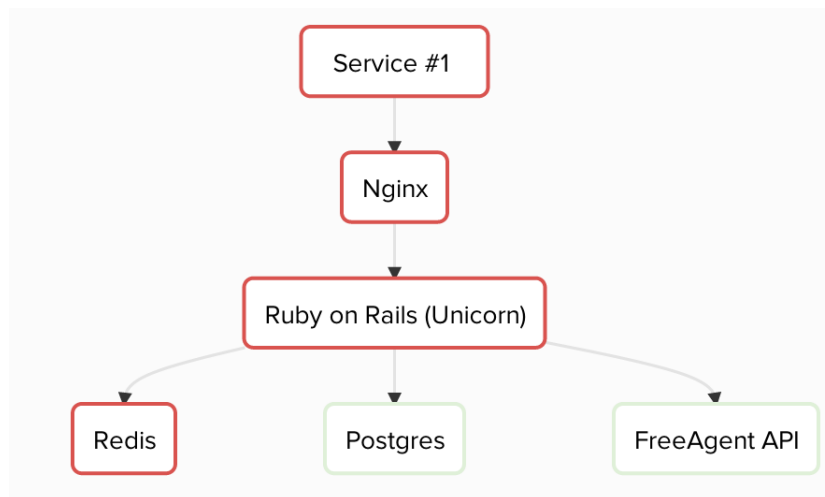 Service #1
Nginx
Ruby on Rails (Unicorn)
Redis
Postgres
FreeAgent API